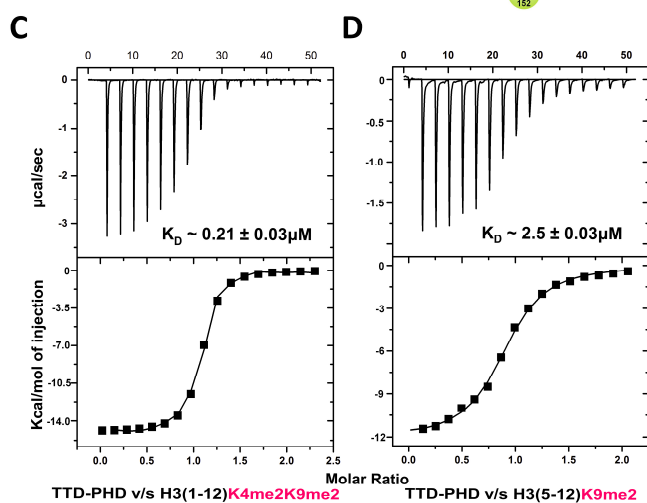 152
C
D
0 10 20 30 40 50
0 10 20 30 40 50
0
-1
-2
-3
µcal/sec
K_D ~ 0.21 ± 0.03µM
0
-0.5
-1.0
-1.5
K_D ~ 2.5 ± 0.03µM
0
-3.5
-7.0
-10.5
-14.0
Kcal/mol of injection
0
-3
-6
-9
-12
0.0 0.5 1.0 1.5 2.0 2.5
0.0 0.5 1.0 1.5 2.0
Molar Ratio
TTD-PHD v/s H3(1-12)K4me2K9me2
TTD-PHD v/s H3(5-12)K9me2